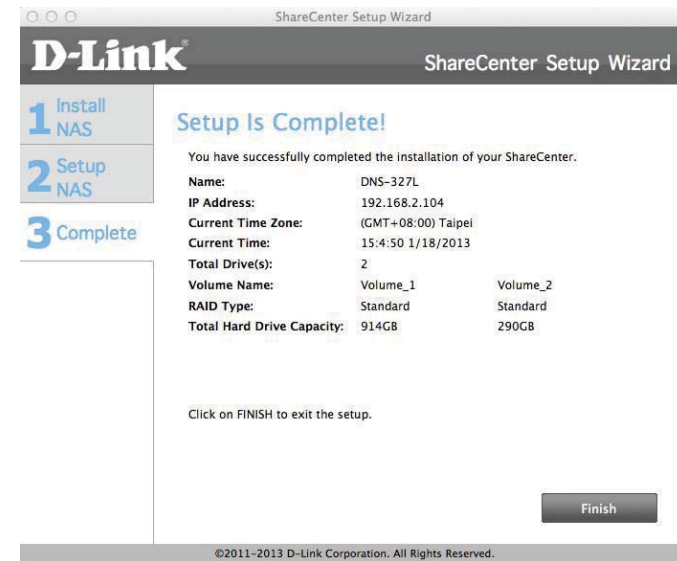 ShareCenter Setup Wizard
D-Link®
ShareCenter Setup Wizard
1 Install
NAS
2 Setup
NAS
3 Complete
Setup Is Complete!
You have successfully completed the installation of your ShareCenter.
Name: DNS-327L
IP Address: 192.168.2.104
Current Time Zone: (GMT+08:00) Taipei
Current Time: 15:4:50 1/18/2013
Total Drive(s): 2
Volume Name: Volume_1 Volume_2
RAID Type: Standard Standard
Total Hard Drive Capacity: 914GB 290GB
Click on FINISH to exit the setup.
Finish
©2011-2013 D-Link Corporation. All Rights Reserved.